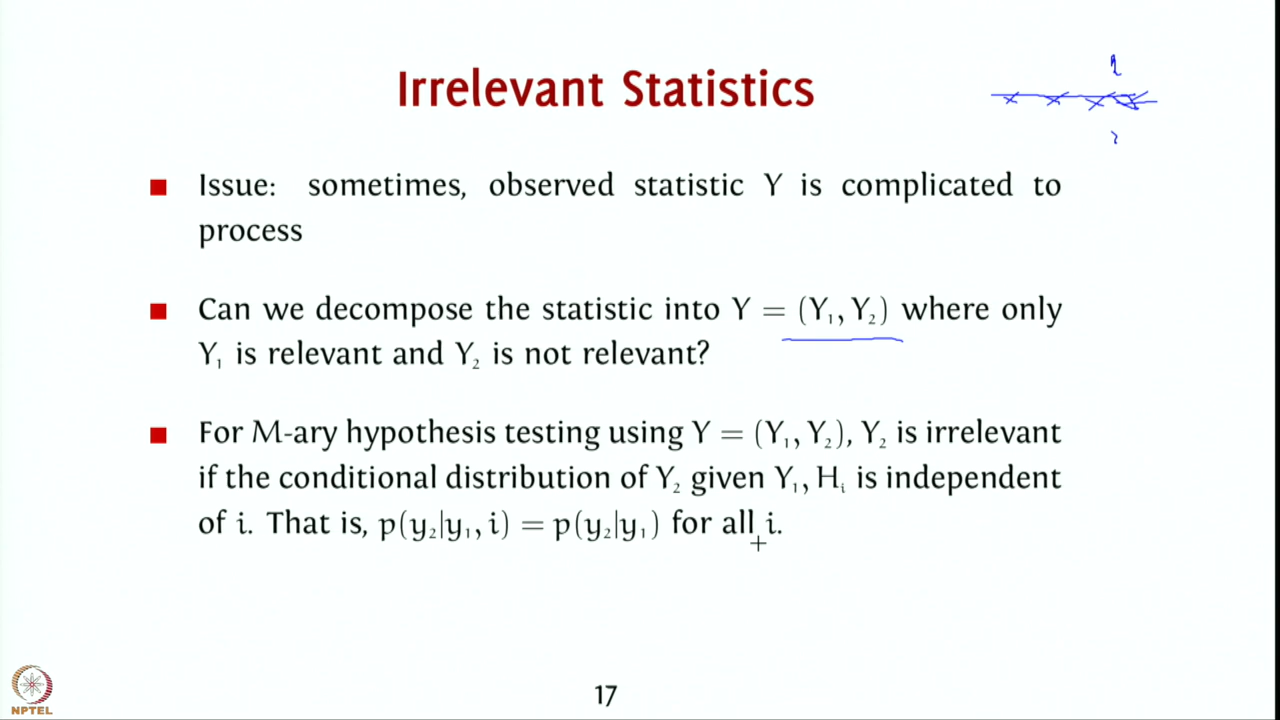 Irrelevant Statistics
Issue: sometimes, observed statistic Y is complicated to
process
Can we decompose the statistic into Y = (Y₁, Y₂) where only
Y₁ is relevant and Y₂ is not relevant?
For M-ary hypothesis testing using Y = (Y₁, Y₂), Y₂ is irrelevant
if the conditional distribution of Y₂ given Y₁, Hᵢ is independent
of i. That is, p(y₂|y₁, i) = p(y₂|y₁) for all i.
NPTEL
17